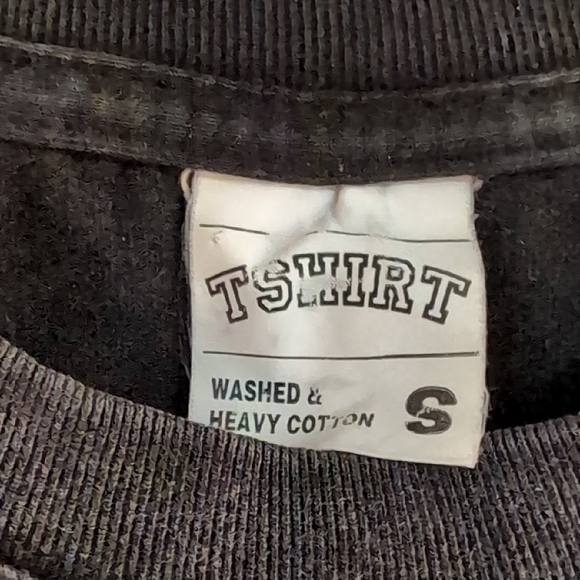 TSHIRT
WASHED &
HEAVY COTTON
S